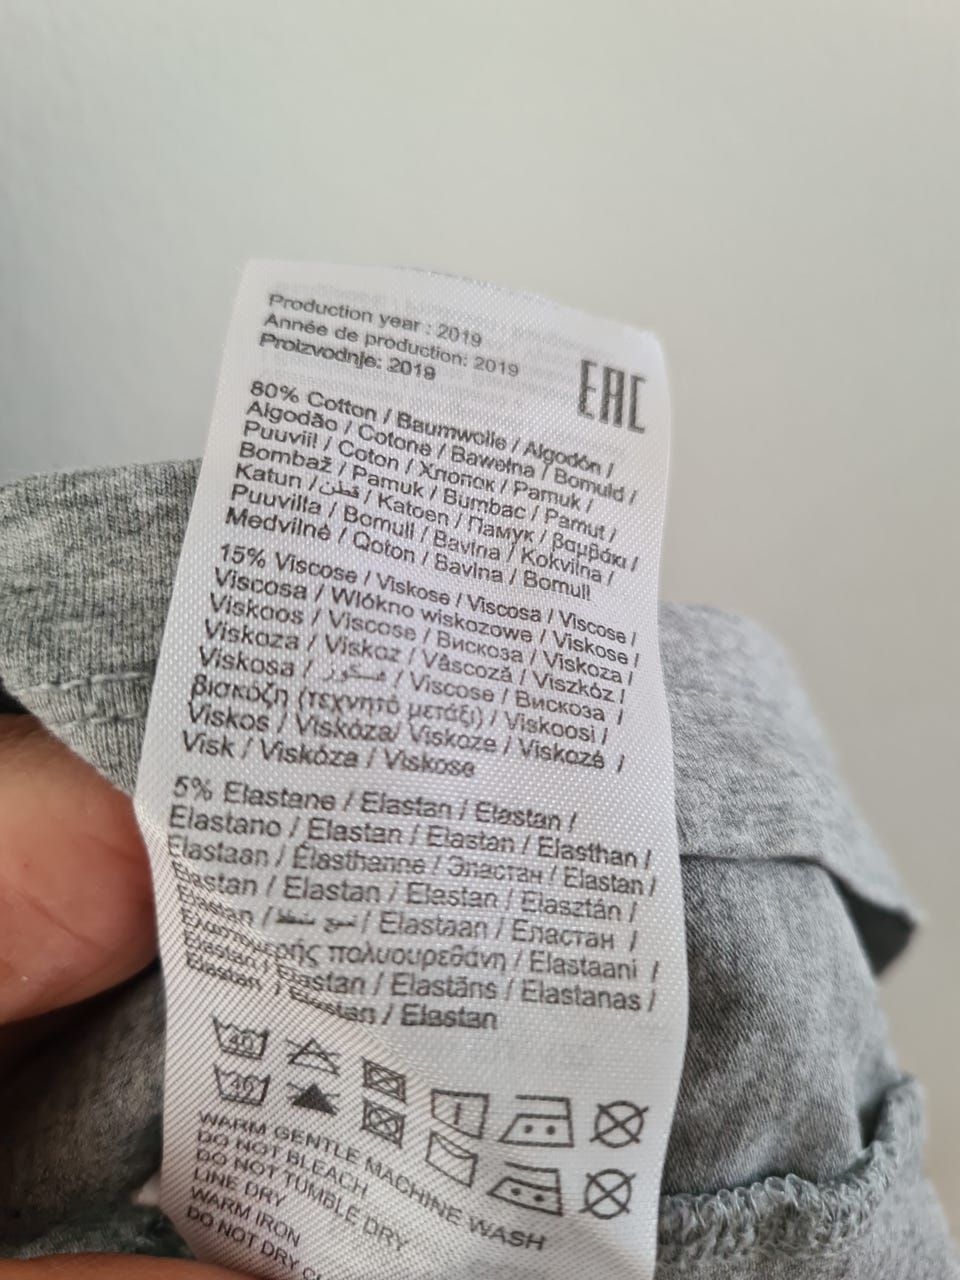 Production year : 2019
Année de production: 2019
Proizvodnje: 2019
EAC
80% Cotton / Baumwolle / Algodón /
Algodão / Cotone / Bawełna / Bomuld /
Puuvill / Coton / Хлопок / Pamuk /
Bombaž / Pamuk / Bumbac / Pamut /
Katun / قطن / Katoen / Памук / βαμβάκι /
Puuvilla / Bomull / Bavlna / Kokvilna /
Medvilnė / Qoton / Bavlna / Bomull
15% Viscose / Viskose / Viscosa / Viscose /
Viscosa / Włókno wiskozowe / Viskose /
Viskoos / Viscose / Вискоза / Viskoza /
Viskoza / Viskoz / Vâscoză / Viszkóz /
Viskosa / / Viscose / Вискоза /
βισκόζη (τεχνητό μετάξι) / Viskoosi /
Viskos / Viskóza/ Viskoze / Viskozė /
Visk / Viskóza / Viskose
5% Elastane / Elastan / Elastan /
Elastano / Elastan / Elastan / Elasthan /
Elastaan / Élasthanne / Эластан / Elastan /
Elastan / Elastan / Elastan / Elasztán /
Elastan / / Elastaan / Еластан /
πολυουρεθάνη / Elastaani /
Elastan / Elastan / Elastāns / Elastanas /
Elastan / Elastan / Elastan
40
40
WARM GENTLE MACHINE WASH
DO NOT BLEACH
DO NOT TUMBLE DRY
LINE DRY
WARM IRON
DO NOT DRY